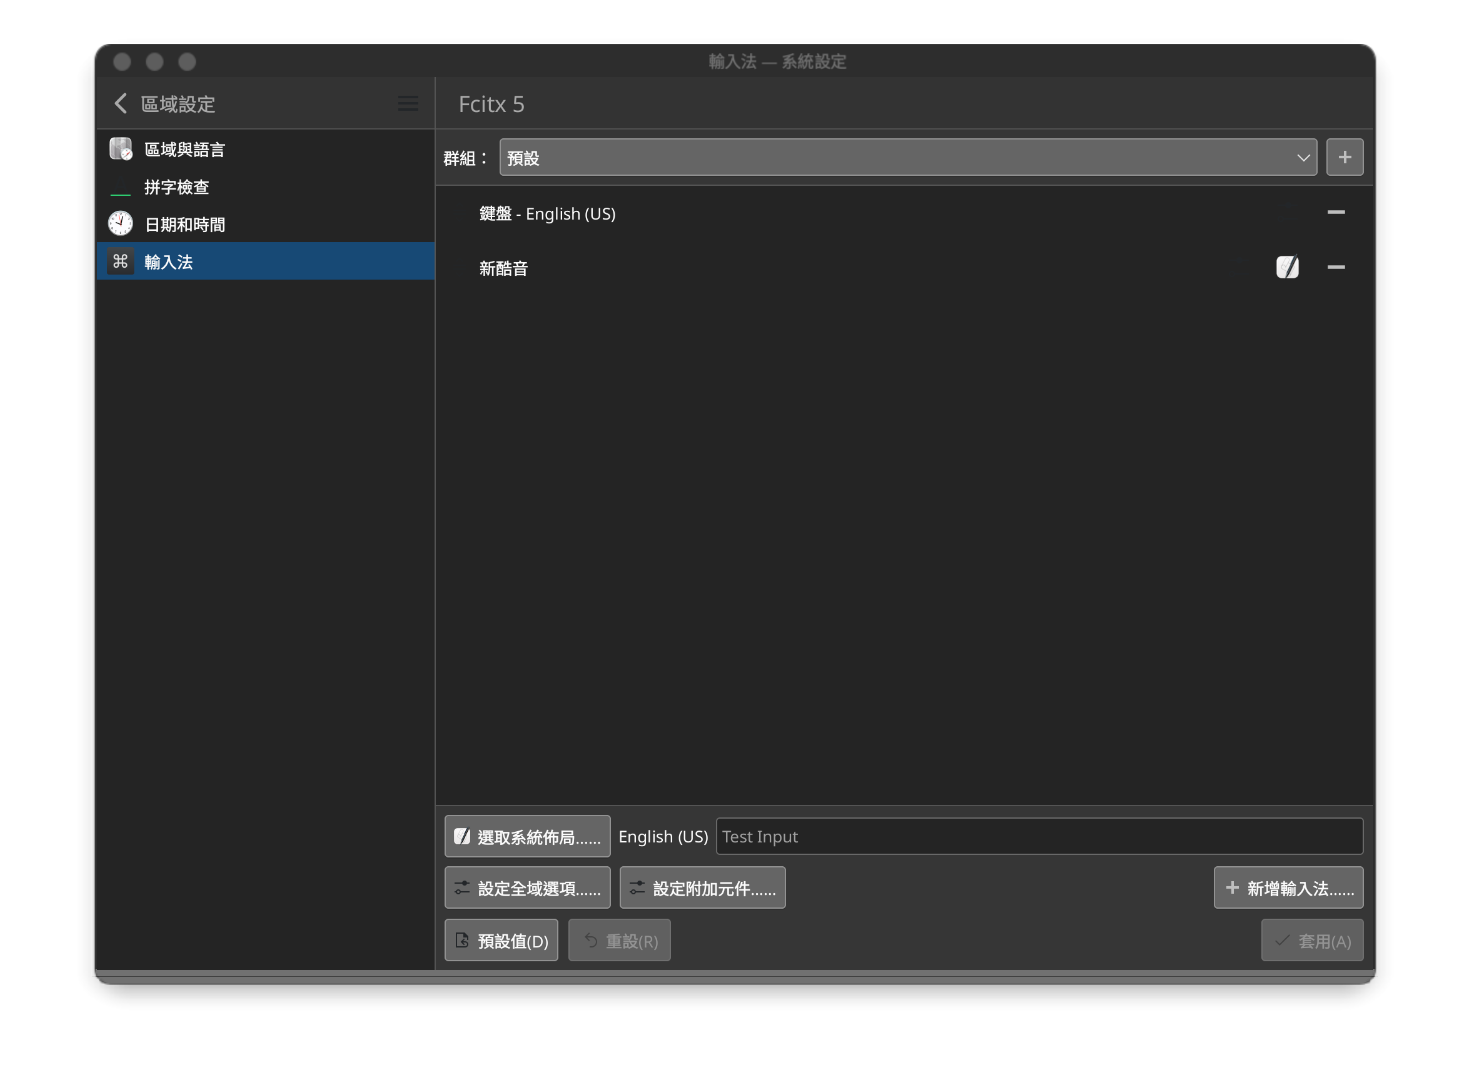 輸入法 — 系統設定
區域設定
Fcitx 5
區域與語言
拼字檢查
日期和時間
輸入法
群組：
預設
鍵盤 - English (US)
新酷音
選取系統佈局......
English (US)
Test Input
設定全域選項......
設定附加元件......
新增輸入法......
預設值(D)
重設(R)
套用(A)